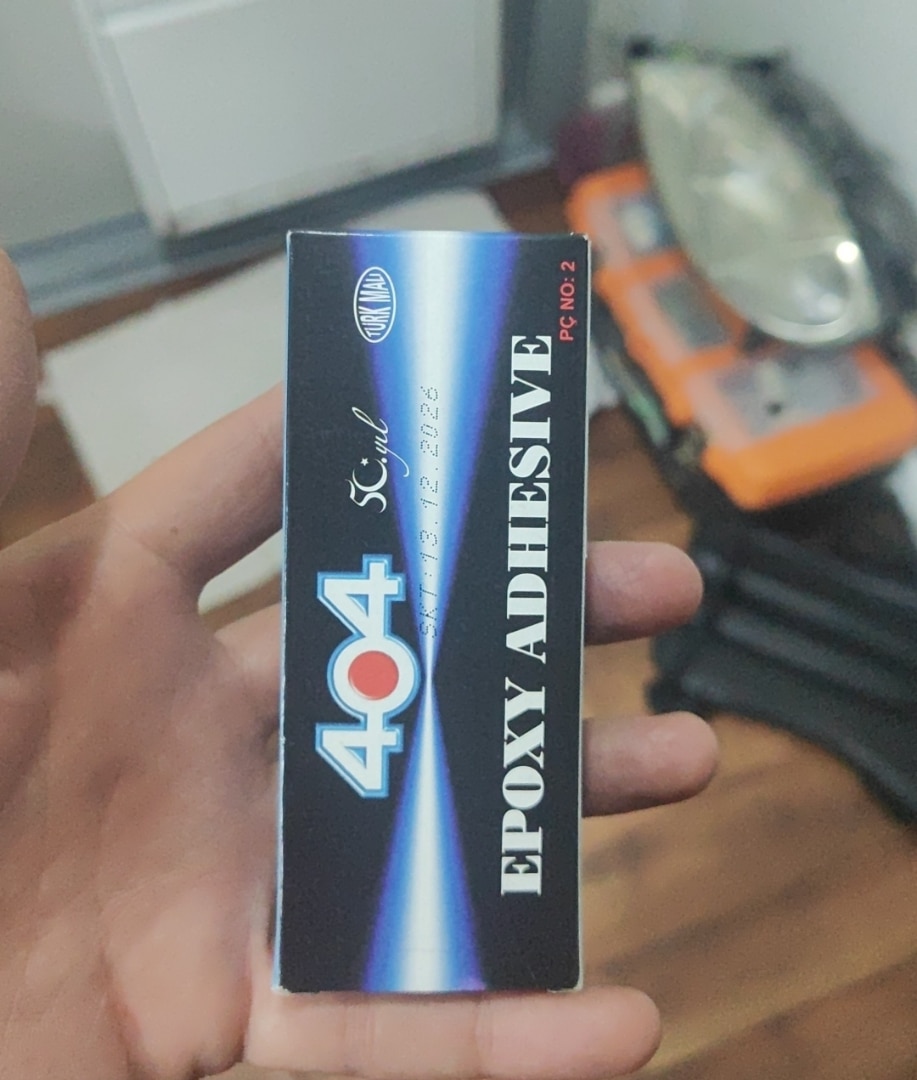 404
50.yıl
TÜRK MALI
SKT:13.12.2026
EPOXY ADHESIVE
PÇ NO: 2